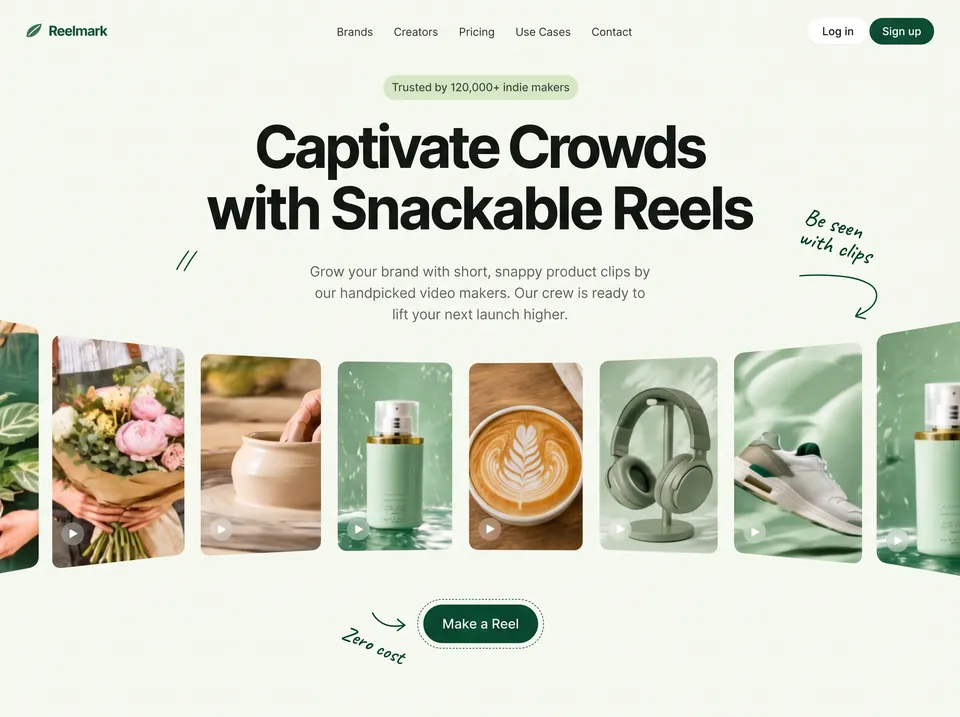 Reelmark
Brands
Creators
Pricing
Use Cases
Contact
Log in
Sign up
Trusted by 120,000+ indie makers
Captivate Crowds
with Snackable Reels
Be seen
with clips
Grow your brand with short, snappy product clips by
our handpicked video makers. Our crew is ready to
lift your next launch higher.
Make a Reel
Zero cost